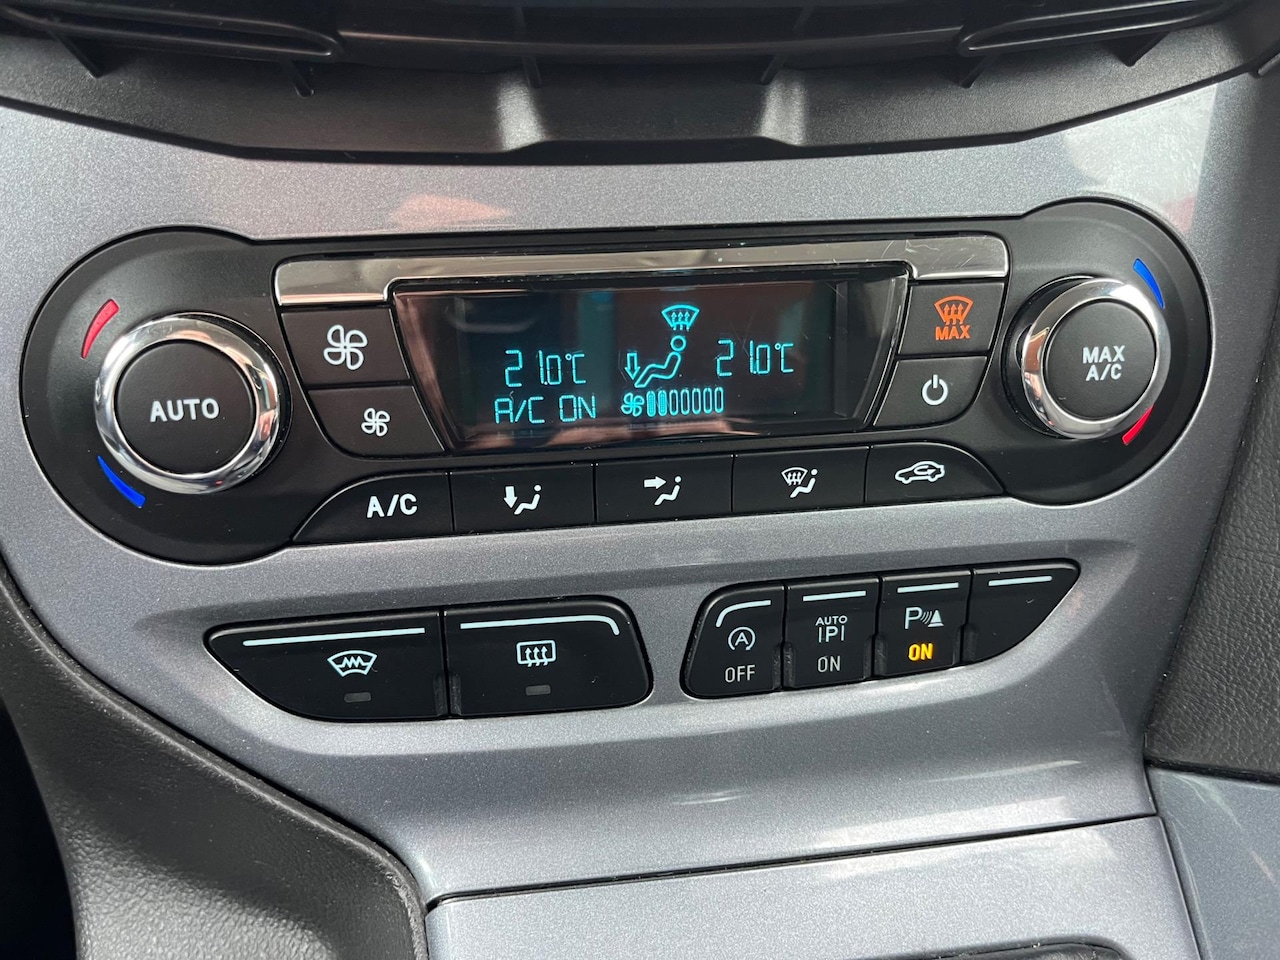 AUTO
21.0°C
21.0°C
A/C ON
MAX
MAX
A/C
A/C
A
OFF
AUTO
P
ON
P
ON